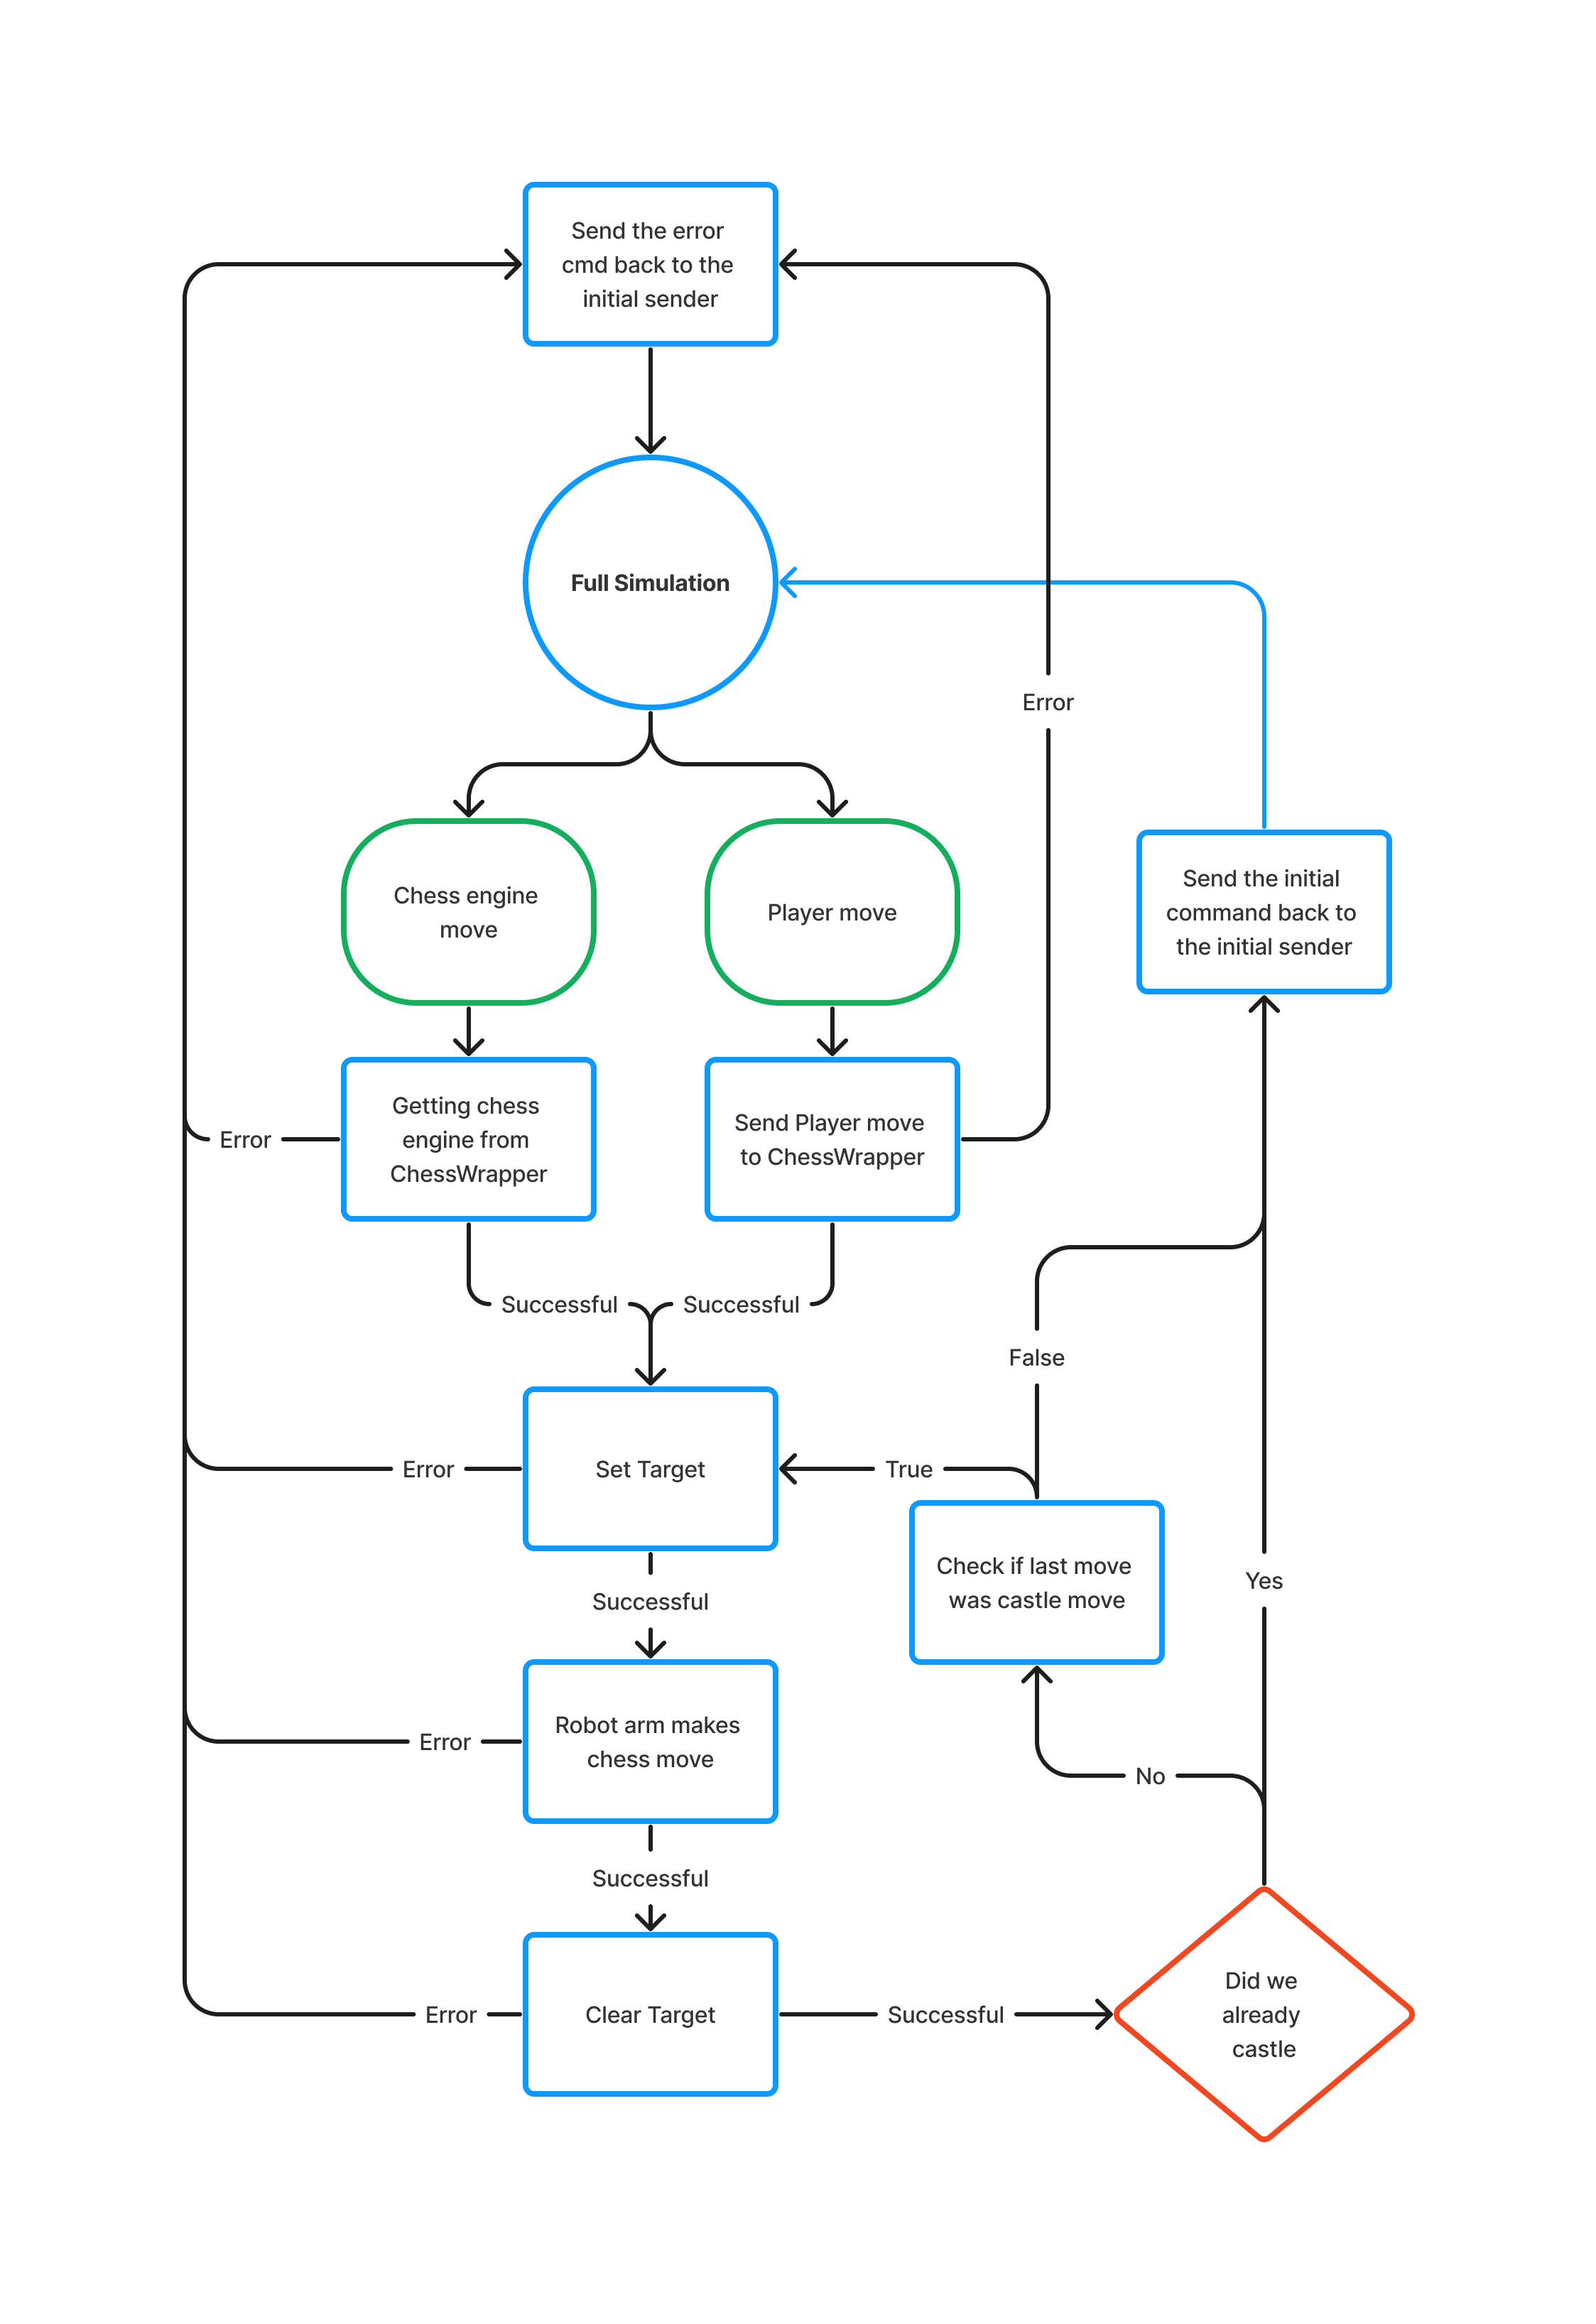 Send the error
cmd back to the
initial sender
Full Simulation
Error
Chess engine
move
Player move
Send the initial
command back to
the initial sender
Getting chess
engine from
ChessWrapper
Send Player move
to ChessWrapper
Error
Successful
Successful
False
Set Target
Error
True
Check if last move
was castle move
Yes
Successful
Robot arm makes
chess move
Error
No
Successful
Clear Target
Error
Successful
Did we
already
castle